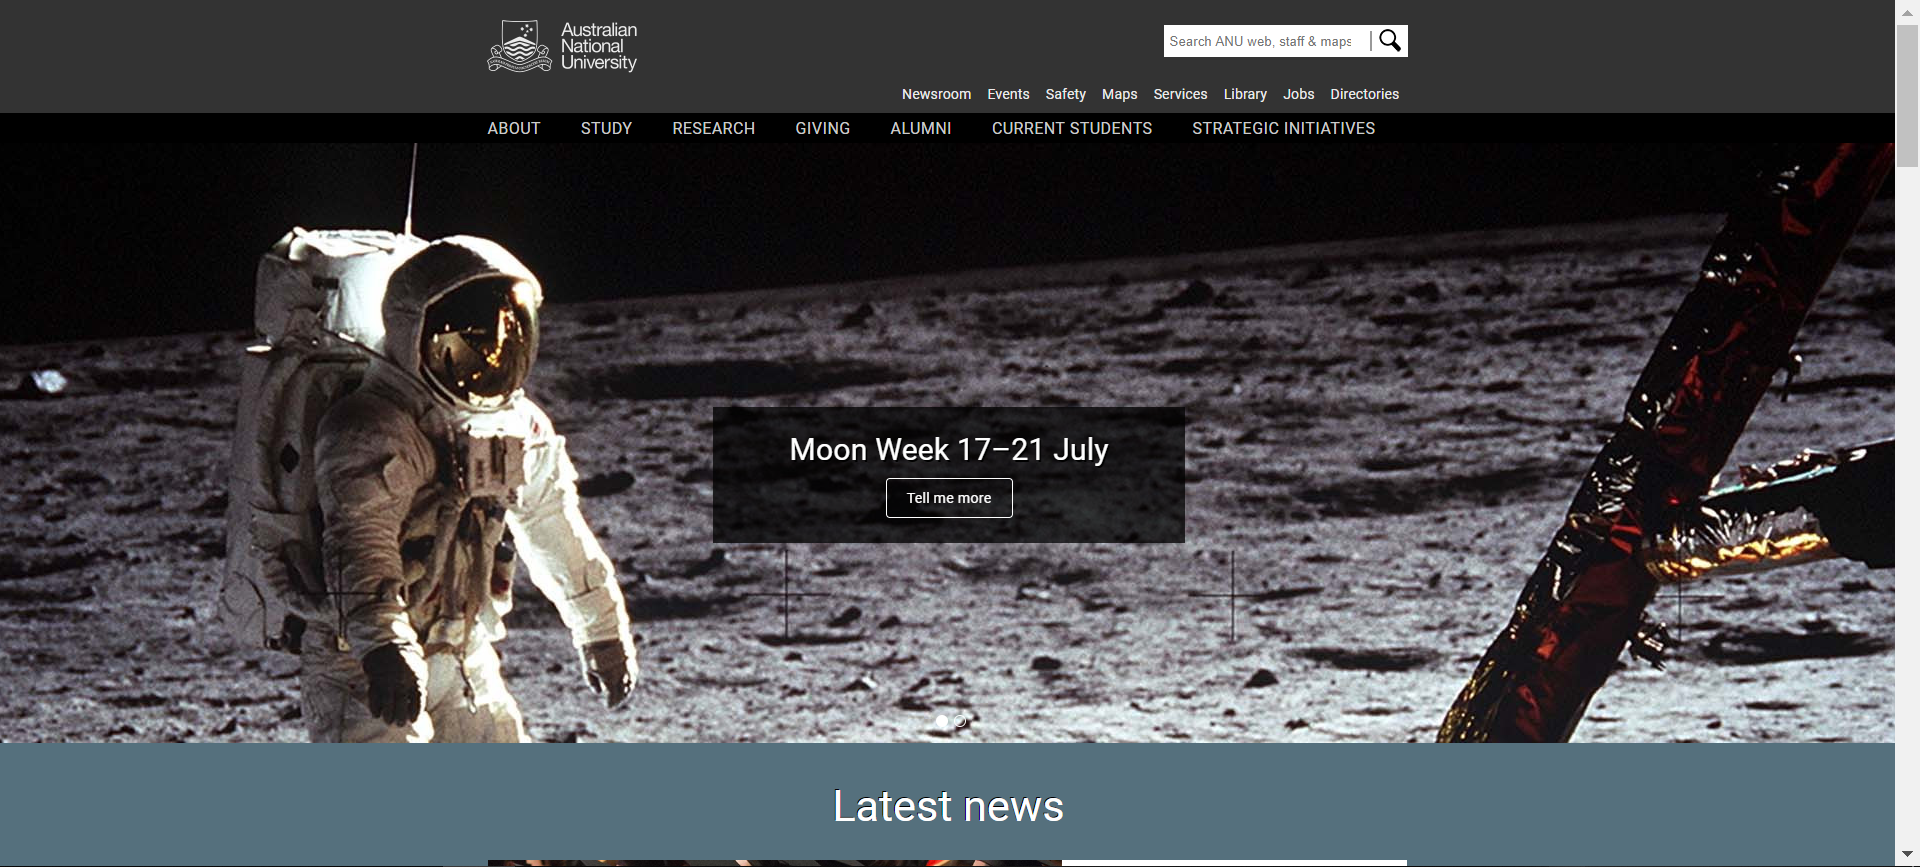 Australian
National
University
Search ANU web, staff & maps
Newsroom Events Safety Maps Services Library Jobs Directories
ABOUT STUDY RESEARCH GIVING ALUMNI CURRENT STUDENTS STRATEGIC INITIATIVES
Moon Week 17–21 July
Tell me more
Latest news